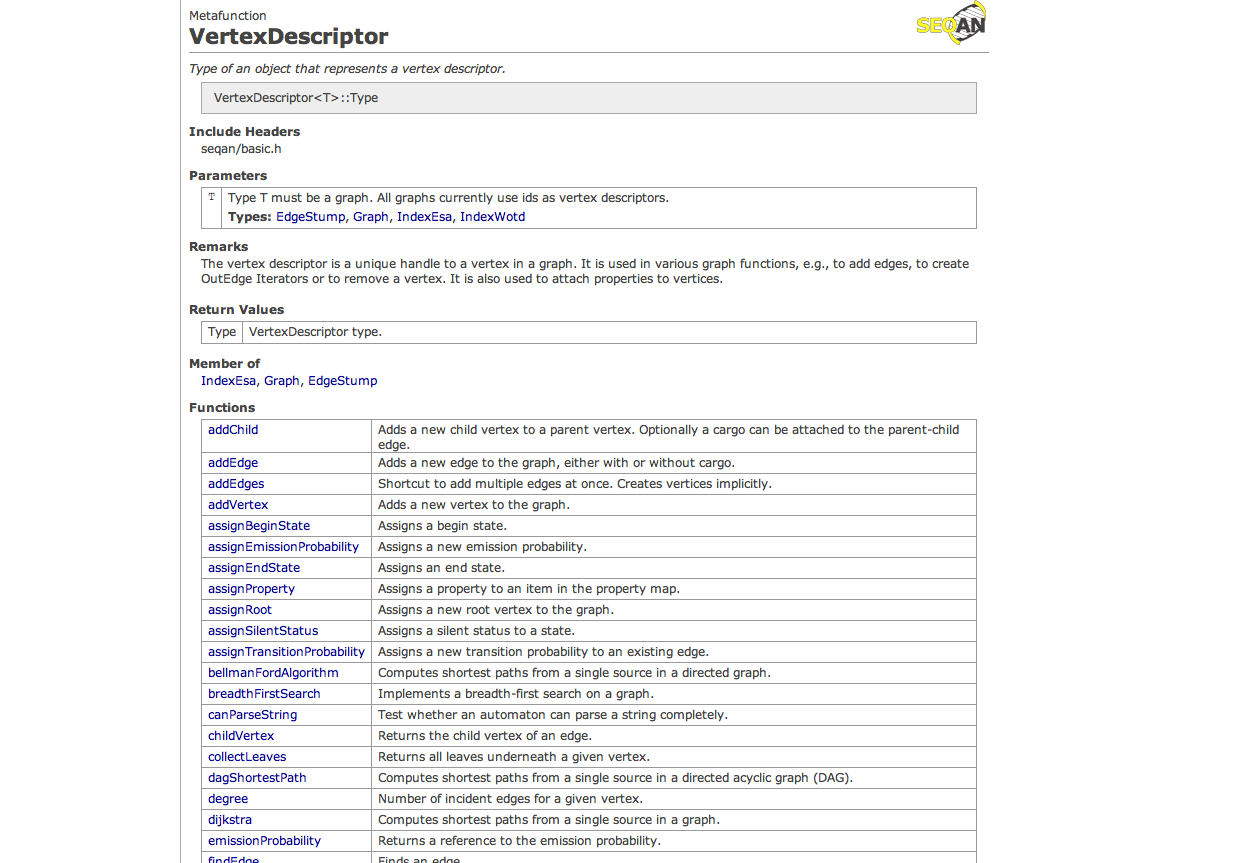 Metafunction
VertexDescriptor
SEQAN
Type of an object that represents a vertex descriptor.
VertexDescriptor<T>::Type
Include Headers
seqan/basic.h
Parameters
T Type T must be a graph. All graphs currently use ids as vertex descriptors.
Types: EdgeStump, Graph, IndexEsa, IndexWotd
Remarks
The vertex descriptor is a unique handle to a vertex in a graph. It is used in various graph functions, e.g., to add edges, to create
OutEdge Iterators or to remove a vertex. It is also used to attach properties to vertices.
Return Values
Type VertexDescriptor type.
Member of
IndexEsa, Graph, EdgeStump
Functions
addChild Adds a new child vertex to a parent vertex. Optionally a cargo can be attached to the parent-child
edge.
addEdge Adds a new edge to the graph, either with or without cargo.
addEdges Shortcut to add multiple edges at once. Creates vertices implicitly.
addVertex Adds a new vertex to the graph.
assignBeginState Assigns a begin state.
assignEmissionProbability Assigns a new emission probability.
assignEndState Assigns an end state.
assignProperty Assigns a property to an item in the property map.
assignRoot Assigns a new root vertex to the graph.
assignSilentStatus Assigns a silent status to a state.
assignTransitionProbability Assigns a new transition probability to an existing edge.
bellmanFordAlgorithm Computes shortest paths from a single source in a directed graph.
breadthFirstSearch Implements a breadth-first search on a graph.
canParseString Test whether an automaton can parse a string completely.
childVertex Returns the child vertex of an edge.
collectLeaves Returns all leaves underneath a given vertex.
dagShortestPath Computes shortest paths from a single source in a directed acyclic graph (DAG).
degree Number of incident edges for a given vertex.
dijkstra Computes shortest paths from a single source in a graph.
emissionProbability Returns a reference to the emission probability.
findEdge Finds an edge.